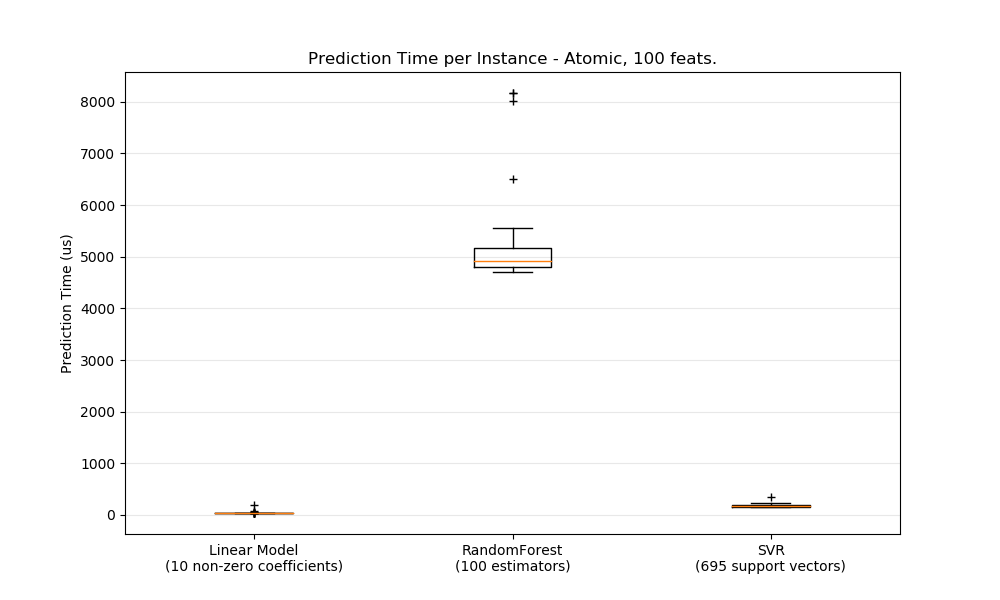 Prediction Time per Instance - Atomic, 100 feats.
Prediction Time (us)
8000
7000
6000
5000
4000
3000
2000
1000
0
Linear Model
(10 non-zero coefficients)
RandomForest
(100 estimators)
SVR
(695 support vectors)